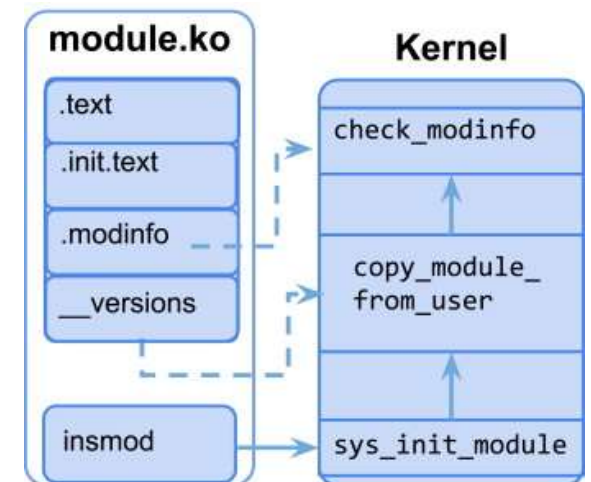 module.ko
.text
.init.text
.modinfo
__versions
insmod
Kernel
check_modinfo
copy_module_
from_user
sys_init_module